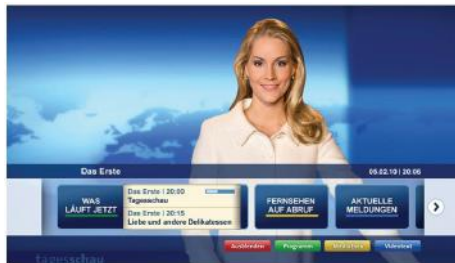 Das Erste
05.02.10 | 20:06
WAS
LÄUFT JETZT
Das Erste | 20:00
Tagesschau
Das Erste | 20:15
Liebe und andere Delikatessen
FERNSEHEN
AUF ABRUF
AKTUELLE
MELDUNGEN
Ausblenden
Programm
Videotext
tagesschau